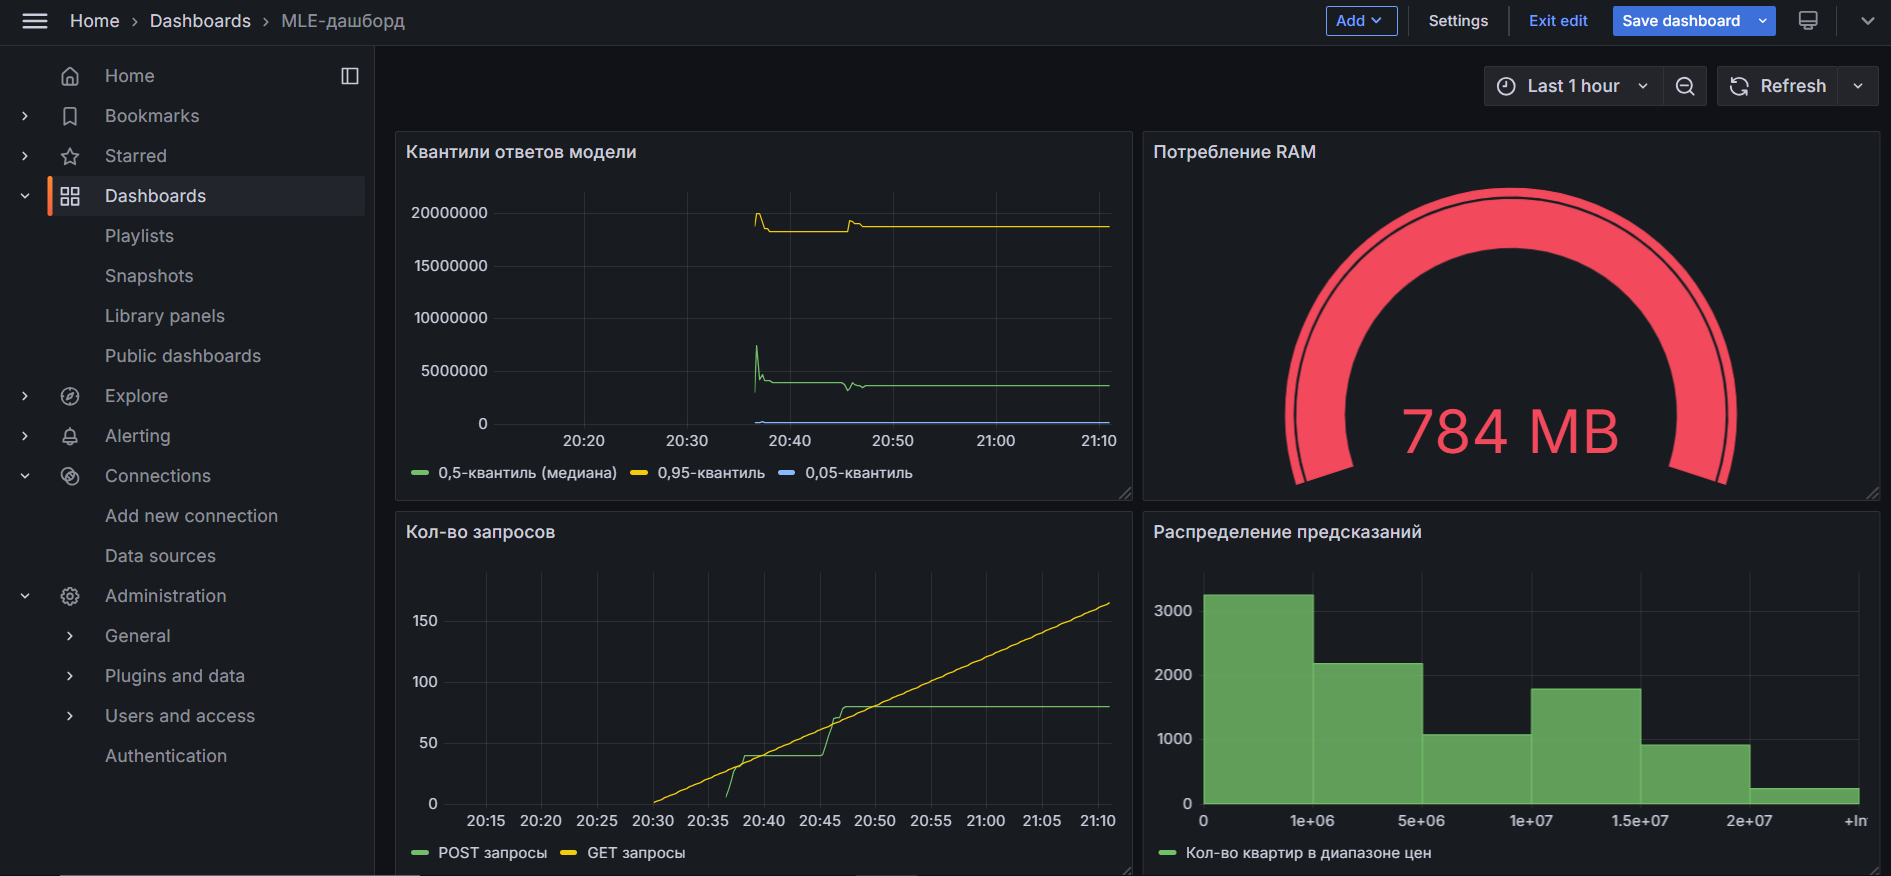 Home › Dashboards › MLE-дашборд
Add
Settings
Exit edit
Save dashboard
Home
Bookmarks
Starred
Dashboards
Playlists
Snapshots
Library panels
Public dashboards
Explore
Alerting
Connections
Add new connection
Data sources
Administration
General
Plugins and data
Users and access
Authentication
Last 1 hour
Refresh
Квантили ответов модели
20000000
15000000
10000000
5000000
0
20:20 20:30 20:40 20:50 21:00 21:10
0,5-квантиль (медиана) 0,95-квантиль 0,05-квантиль
Потребление RAM
784 MB
Кол-во запросов
150
100
50
0
20:15 20:20 20:25 20:30 20:35 20:40 20:45 20:50 20:55 21:00 21:05 21:10
POST запросы GET запросы
Распределение предсказаний
3000
2000
1000
0
0 1e+06 5e+06 1e+07 1.5e+07 2e+07 +In
Кол-во квартир в диапазоне цен